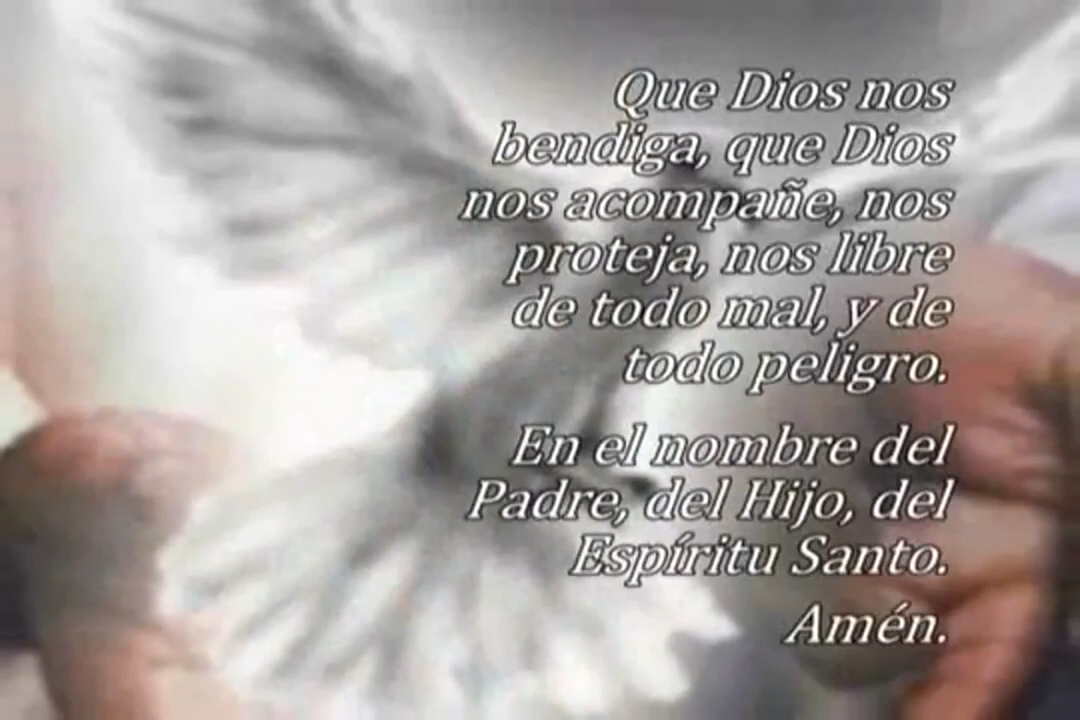 Que Dios nos
bendiga, que Dios
nos acompañe, nos
proteja, nos libre
de todo mal, y de
todo peligro.
En el nombre del
Padre, del Hijo, del
Espíritu Santo.
Amén.